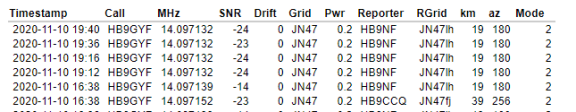 Timestamp Call MHz SNR Drift Grid Pwr Reporter RGrid km az Mode
2020-11-10 19:40 HB9GYF 14.097132 -24 0 JN47 0.2 HB9NF JN47lh 19 180 2
2020-11-10 19:36 HB9GYF 14.097132 -23 0 JN47 0.2 HB9NF JN47lh 19 180 2
2020-11-10 19:16 HB9GYF 14.097132 -24 0 JN47 0.2 HB9NF JN47lh 19 180 2
2020-11-10 19:12 HB9GYF 14.097132 -24 0 JN47 0.2 HB9NF JN47lh 19 180 2
2020-11-10 16:38 HB9GYF 14.097139 -14 0 JN47 0.2 HB9NF JN47lh 19 180 2
2020-11-10 16:38 HB9GYF 14.097152 -23 0 JN47 0.2 HB9CCQ JN47fj 39 256 2